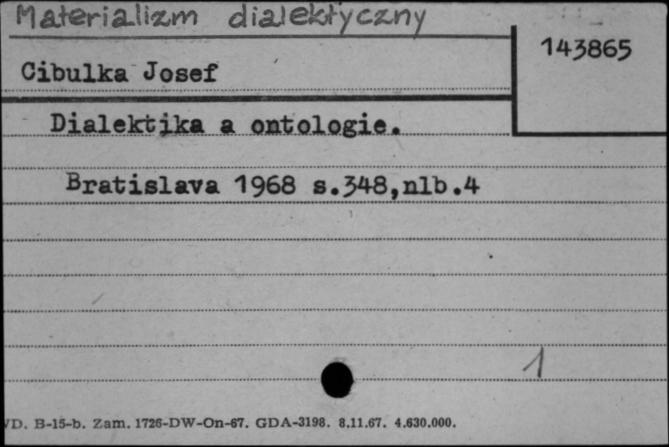 Materializm dialektyczny
143865
Cibulka Josef
Dialektika a ontologie.
Bratislava 1968 s.348,nlb.4
1
VD. B-15-b. Zam. 1726-DW-On-67. GDA-3198. 8.11.67. 4.630.000.